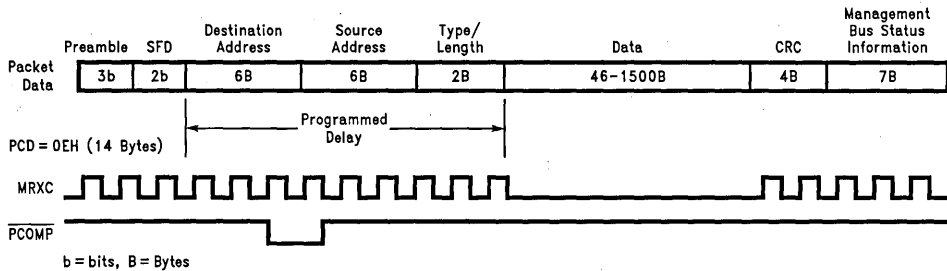 Preamble SFD Destination Address Source Address Type/ Length Data CRC Management Bus Status Information
Packet Data 3b 2b 6B 6B 2B 46-1500B 4B 7B
Programmed Delay
PCD = 0EH (14 Bytes)
MRXC
PCOMP
b = bits, B = Bytes